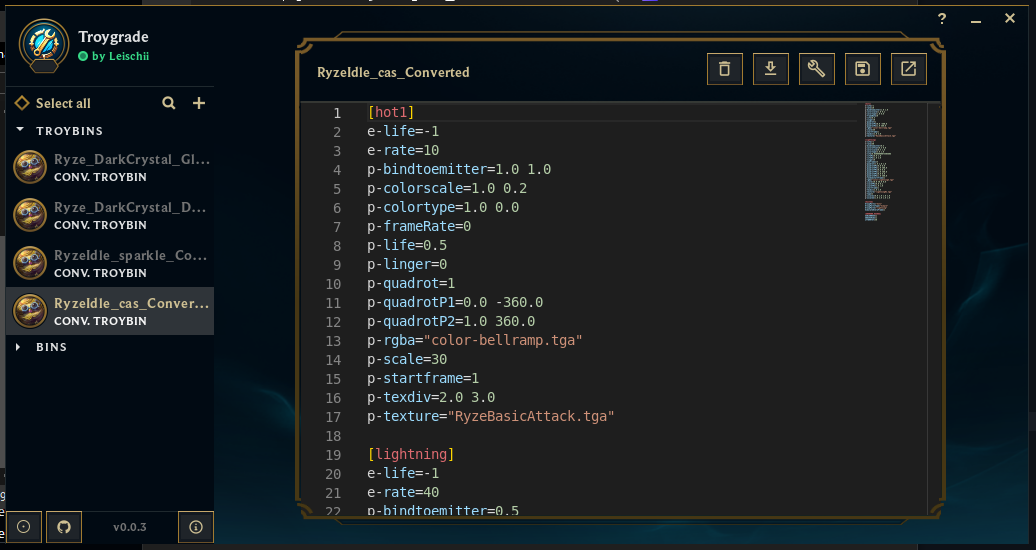 Troygrade
by Leischii
?
Select all
TROYBINS
Ryze_DarkCrystal_Gl...
CONV. TROYBIN
Ryze_DarkCrystal_D...
CONV. TROYBIN
RyzeIdle_sparkle_Co...
CONV. TROYBIN
RyzeIdle_cas_Conver...
CONV. TROYBIN
BINS
v0.0.3
RyzeIdle_cas_Converted
1 [hot1]
2 e-life=-1
3 e-rate=10
4 p-bindtoemitter=1.0 1.0
5 p-colorscale=1.0 0.2
6 p-colortype=1.0 0.0
7 p-frameRate=0
8 p-life=0.5
9 p-linger=0
10 p-quadrot=1
11 p-quadrotP1=0.0 -360.0
12 p-quadrotP2=1.0 360.0
13 p-rgba="color-bellramp.tga"
14 p-scale=30
15 p-startframe=1
16 p-texdiv=2.0 3.0
17 p-texture="RyzeBasicAttack.tga"
18
19 [lightning]
20 e-life=-1
21 e-rate=40
22 p-bindtoemitter=0.5